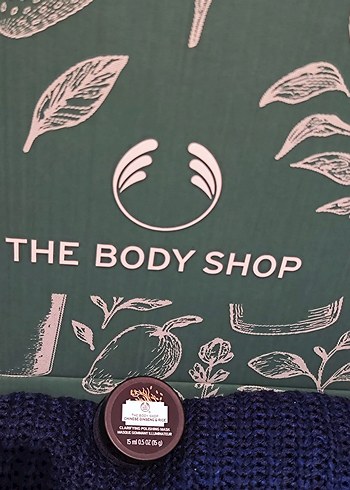 THE BODY SHOP
THE BODY SHOP
CHINESE GINSENG & RICE
CLARIFYING POLISHING MASK
MASQUE GOMMANT ILLUMINATEUR
15 ml 0.5 OZ (15 g)